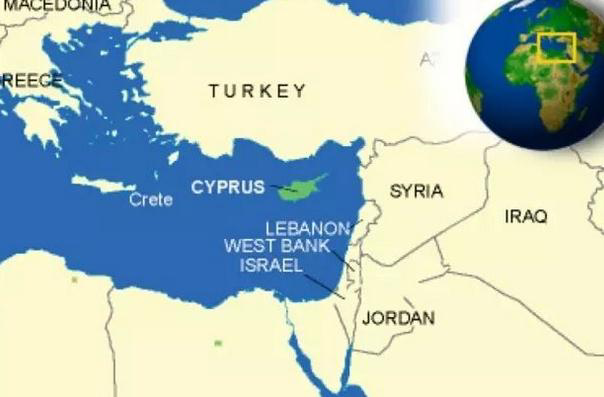 MACEDONIA
REECE
TURKEY
A
Crete
CYPRUS
SYRIA
IRAQ
LEBANON
WEST BANK
ISRAEL
JORDAN